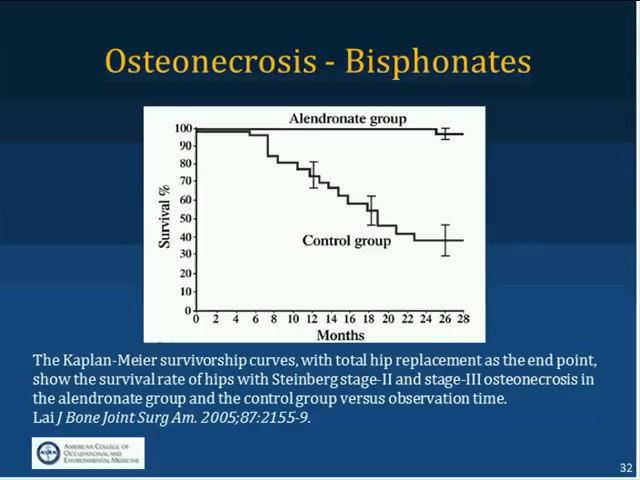 Osteonecrosis - Bisphonates
Alendronate group
100
90
80
70
60
50
40
30
20
10
0
Survival %
Control group
0 2 4 6 8 10 12 14 16 18 20 22 24 26 28
Months
The Kaplan-Meier survivorship curves, with total hip replacement as the end point,
show the survival rate of hips with Steinberg stage-II and stage-III osteonecrosis in
the alendronate group and the control group versus observation time.
Lai J Bone Joint Surg Am. 2005;87:2155-9.
ACOEM
AMERICAN COLLEGE OF
OCCUPATIONAL AND
ENVIRONMENTAL MEDICINE
32